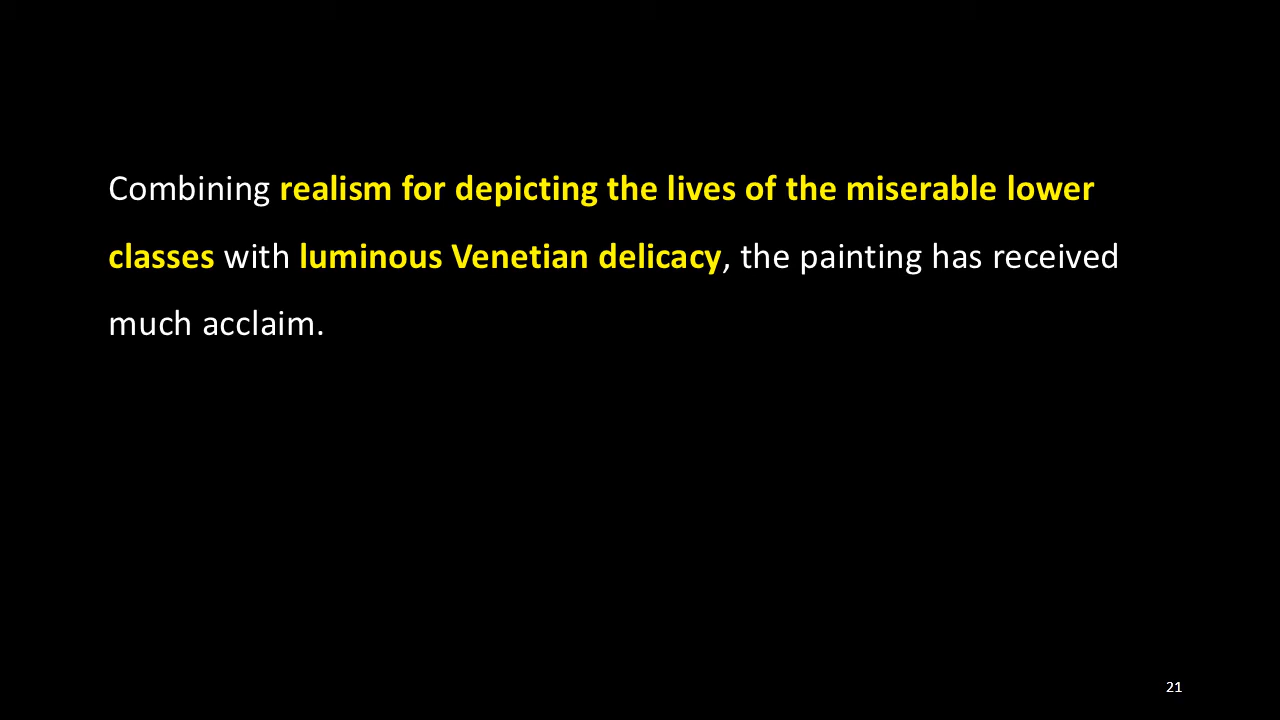 Combining realism for depicting the lives of the miserable lower
classes with luminous Venetian delicacy, the painting has received
much acclaim.
21